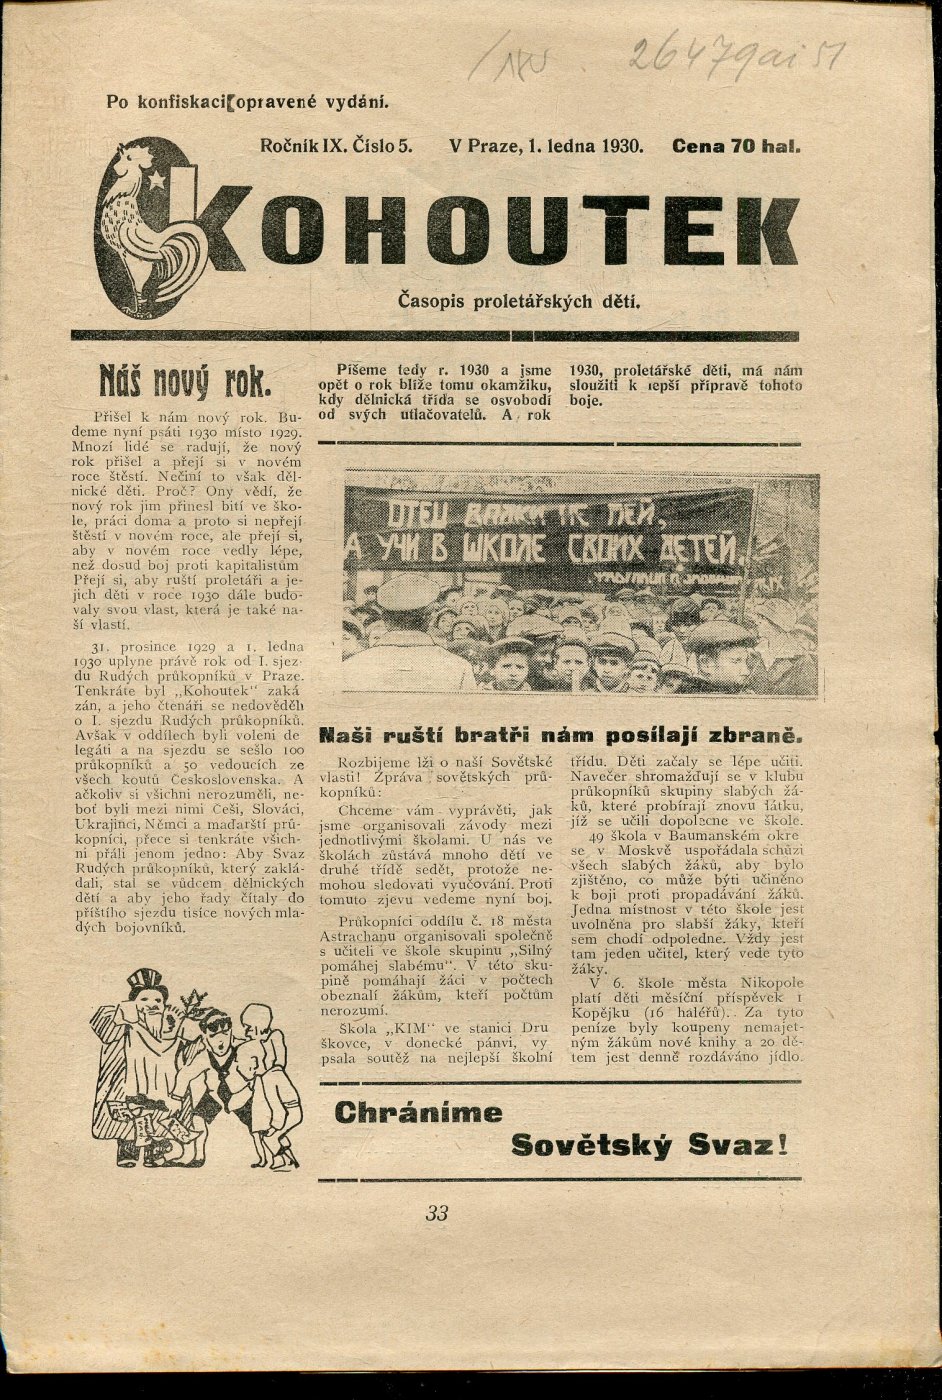 26479ai51
Po konfiskaci opravené vydání.
Ročník IX. Číslo 5. V Praze, 1. ledna 1930. Cena 70 hal.
KOHOUTEK
Časopis proletářských dětí.
Náš nový rok.
Přišel k nám nový rok. Bu-
deme nyní psáti 1930 místo 1929.
Mnozí lidé se radují, že nový
rok přišel a přejí si v novém
roce štěstí. Nečiní to však děl-
nické děti. Proč? Ony vědí, že
nový rok jim přinesl bití ve ško-
le, práci doma a proto si nepřejí
štěstí v novém roce, ale přejí si,
aby v novém roce vedly lépe,
než dosud boj proti kapitalistům
Přejí si, aby ruští proletáři a je-
jich děti v roce 1930 dále budo-
valy svou vlast, která je také na-
ší vlastí.
31. prosince 1929 a 1. ledna
1930 uplyne právě rok od I. sjez-
du Rudých průkopníků v Praze.
Tenkráte byl „Kohoutek“ zaká
zán, a jeho čtenáři se nedověděli
o I. sjezdu Rudých průkopníků.
Avšak v oddílech byli voleni de-
legáti a na sjezdu se sešlo 100
průkopníků a 50 vedoucích ze
všech koutů Československa. A
ačkoliv si všichni nerozuměli, ne-
boť byli mezi nimi Češi, Slováci,
Ukrajinci, Němci a maďarští prů-
kopníci, přece si tenkráte všich-
ni přáli jenom jedno: Aby Svaz
Rudých průkopníků, který zaklá-
dali, stal se vůdcem dělnických
dětí a aby jeho řady čítaly do
příštího sjezdu tisíce nových mla-
dých bojovníků.
Píšeme tedy r. 1930 a jsme
opět o rok blíže tomu okamžiku,
kdy dělnická třída se osvobodí
od svých utlačovatelů. A rok
1930, proletářské děti, má nám
sloužiti k lepší přípravě tohoto
boje.
ОТЕЦ ВОДКИ НЕ ПЕЙ,
А УЧИ В ШКОЛЕ СВОИХ ДЕТЕЙ.
Naši ruští bratři nám posílají zbraně.
Rozbijeme lži o naší Sovětské
vlasti! Zpráva sovětských prů-
kopníků:
Chceme vám vyprávěti, jak
jsme organisovali závody mezi
jednotlivými školami. U nás ve
školách zůstává mnoho dětí ve
druhé třídě sedět, protože ne-
mohou sledovati vyučování. Proti
tomuto zjevu vedeme nyní boj.
Průkopníci oddílu č. 18 města
Astrachanu organisovali společně
s učiteli ve škole skupinu „Silný
pomáhej slabému“. V této sku-
pině pomáhají žáci v počtech
obeznalí žákům, kteří počtům
nerozumí.
Škola „KIM“ ve stanici Dru
škovce, v donecké pánvi, vy
psala soutěž na nejlepší školní
třídu. Děti začaly se lépe učiti.
Navečer shromažďují se v klubu
průkopníků skupiny slabých žá-
ků, které probírají znovu látku,
jíž se učili dopolecne ve škole.
49 škola v Baumanském okre
se v Moskvě uspořádala schůzi
všech slabých žáků, aby bylo
zjištěno, co může býti učiněno
k boji proti propadávání žáků.
Jedna místnost v této škole jest
uvolněna pro slabší žáky, kteří
sem chodí odpoledne. Vždy jest
tam jeden učitel, který vede tyto
žáky.
V 6. škole města Nikopole
platí děti měsíční příspěvek 1
Kopějku (16 haléřů). Za tyto
peníze byly koupeny nemajet-
ným žákům nové knihy a 20 dě-
tem jest denně rozdáváno jídlo.
Chráníme
Sovětský Svaz!
33